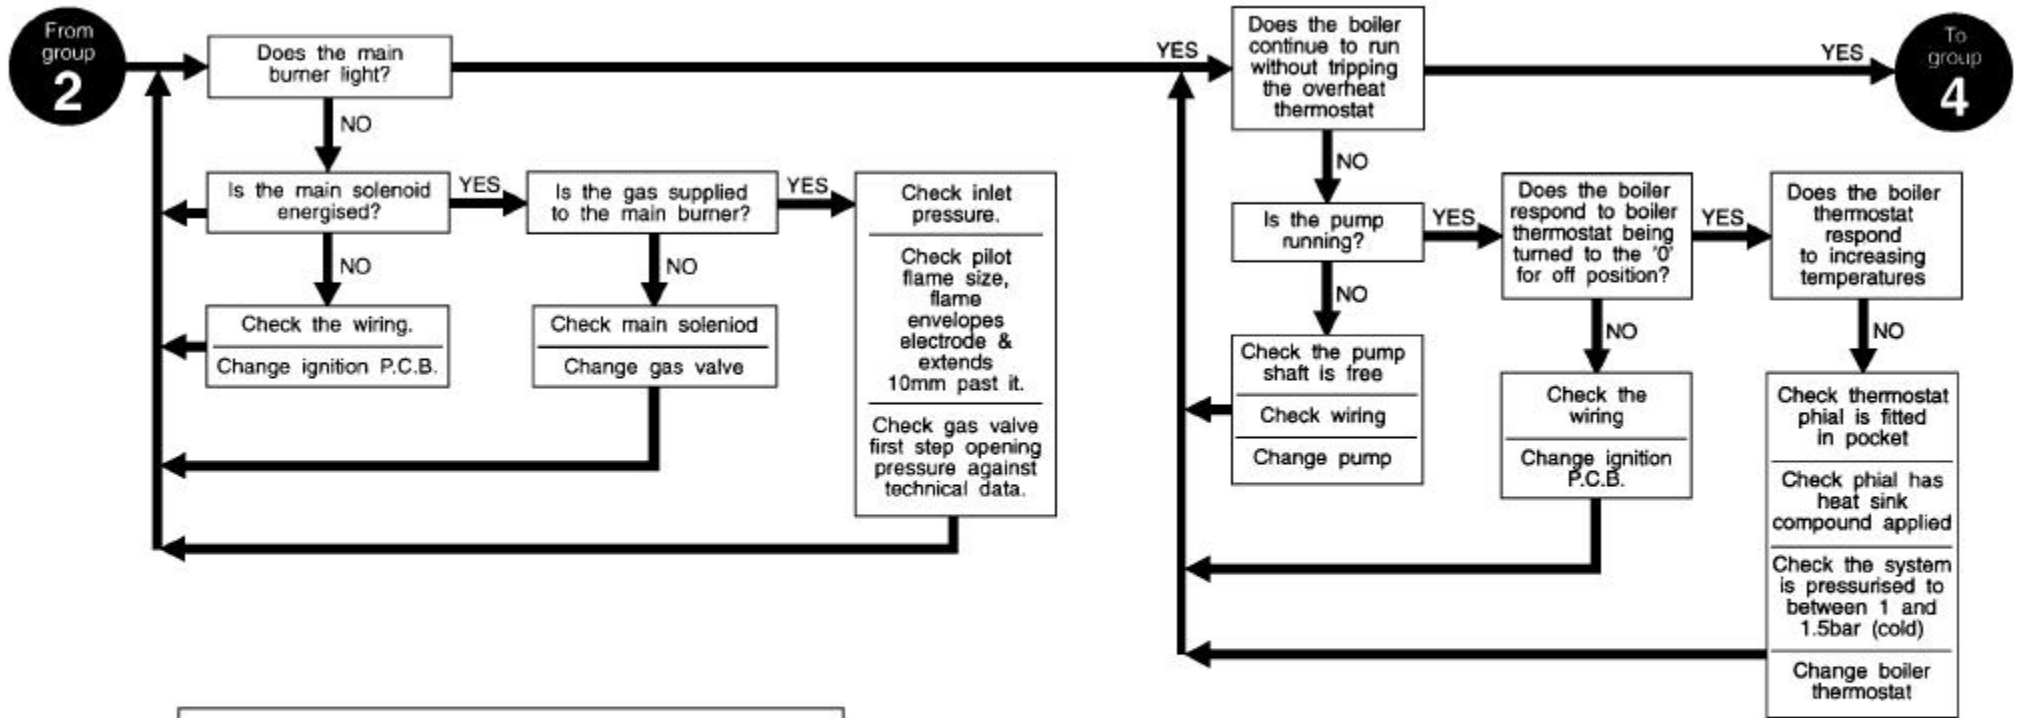 From
group
2
Does the main
burner light?
YES
Does the boiler
continue to run
without tripping
the overheat
thermostat
YES
To
group
4
NO
Is the main solenoid
energised?
YES
Is the gas supplied
to the main burner?
YES
Check inlet
pressure.
Check pilot
flame size,
flame
envelopes
electrode &
extends
10mm past it.
Check gas valve
first step opening
pressure against
technical data.
NO
Check the wiring.
Change ignition P.C.B.
NO
Check main soleniod
Change gas valve
NO
Is the pump
running?
YES
Does the boiler
respond to boiler
thermostat being
turned to the '0'
for off position?
YES
Does the boiler
thermostat
respond
to increasing
temperatures
NO
Check the pump
shaft is free
Check wiring
Change pump
NO
Check the
wiring
Change ignition
P.C.B.
NO
Check thermostat
phial is fitted
in pocket
Check phial has
heat sink
compound applied
Check the system
is pressurised to
between 1 and
1.5bar (cold)
Change boiler
thermostat